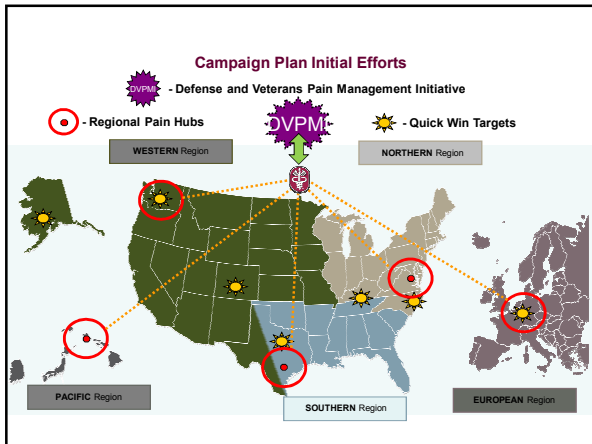 Campaign Plan Initial Efforts
DVPMI - Defense and Veterans Pain Management Initiative
- Regional Pain Hubs
DVPMI
- Quick Win Targets
WESTERN Region
NORTHERN Region
PACIFIC Region
SOUTHERN Region
EUROPEAN Region